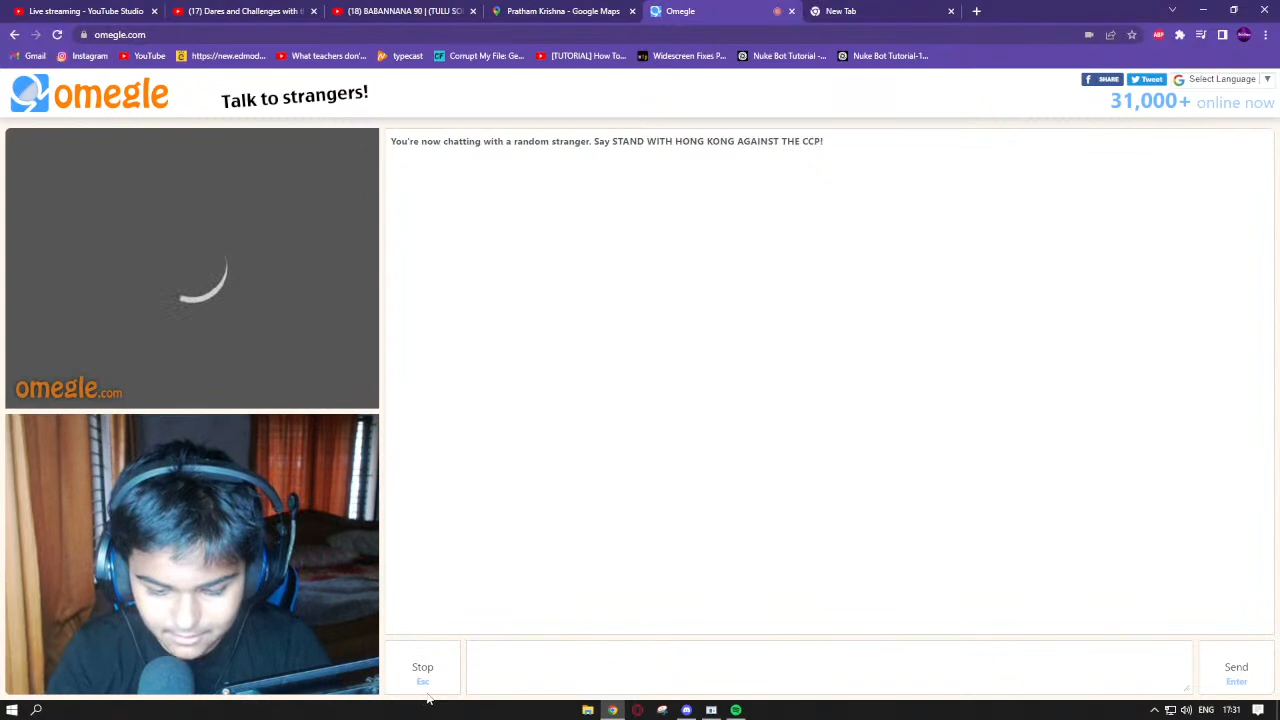 Live streaming - YouTube Studio
(17) Dares and Challenges with t
(18) BABANNANA 90 | [TULU SO
Pratham Krishna - Google Maps
Omegle
New Tab
omegle.com
Gmail
Instagram
YouTube
https://new.edmod...
What teachers don'...
typecast
Corrupt My File: Ge...
[TUTORIAL] How To...
Widescreen Fixes P...
Nuke Bot Tutorial -...
Nuke Bot Tutorial-1...
omegle
Talk to strangers!
SHARE
Tweet
Select Language
31,000+ online now
You're now chatting with a random stranger. Say STAND WITH HONG KONG AGAINST THE CCP!
omegle.com
Stop
Esc
Send
Enter
ENG
17:31